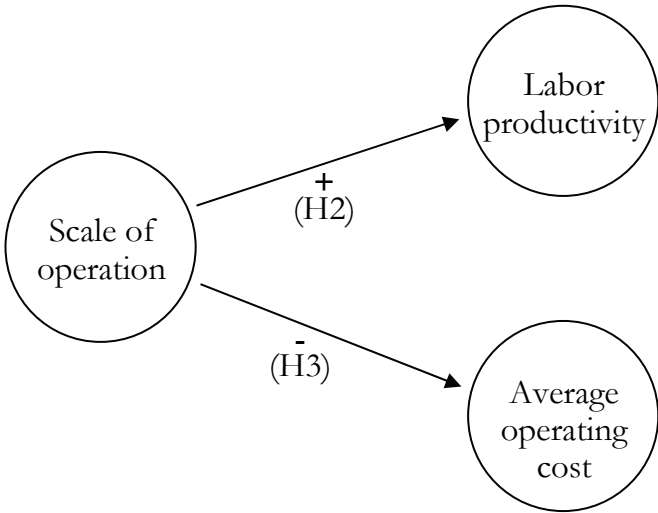 Labor
productivity
+
(H2)
Scale of
operation
-
(H3)
Average
operating
cost